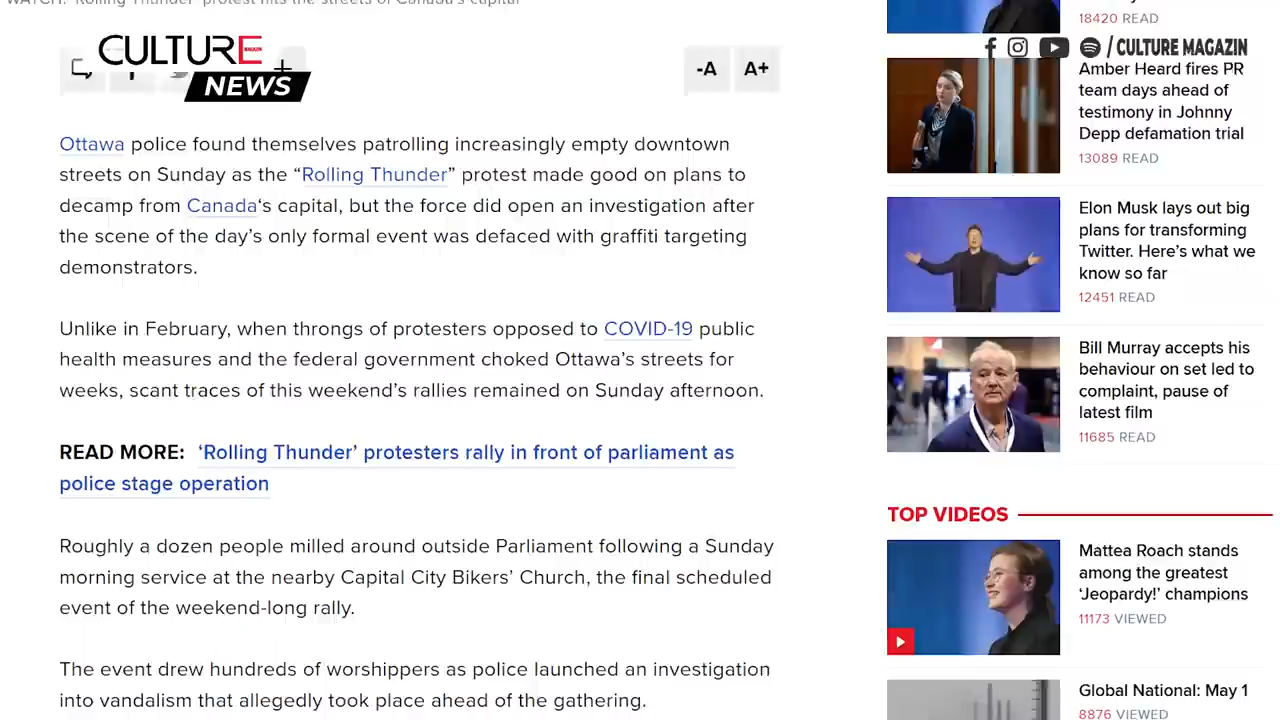 WATCH: 'Rolling Thunder' protest hits the streets of Canada's capital
CULTURE
NEWS
-A A+
Ottawa police found themselves patrolling increasingly empty downtown
streets on Sunday as the “Rolling Thunder” protest made good on plans to
decamp from Canada‘s capital, but the force did open an investigation after
the scene of the day’s only formal event was defaced with graffiti targeting
demonstrators.
Unlike in February, when throngs of protesters opposed to COVID-19 public
health measures and the federal government choked Ottawa’s streets for
weeks, scant traces of this weekend’s rallies remained on Sunday afternoon.
READ MORE: ‘Rolling Thunder’ protesters rally in front of parliament as
police stage operation
Roughly a dozen people milled around outside Parliament following a Sunday
morning service at the nearby Capital City Bikers’ Church, the final scheduled
event of the weekend-long rally.
The event drew hundreds of worshippers as police launched an investigation
into vandalism that allegedly took place ahead of the gathering.
18420 READ
/ CULTURE MAGAZIN
Amber Heard fires PR
team days ahead of
testimony in Johnny
Depp defamation trial
13089 READ
Elon Musk lays out big
plans for transforming
Twitter. Here’s what we
know so far
12451 READ
Bill Murray accepts his
behaviour on set led to
complaint, pause of
latest film
11685 READ
TOP VIDEOS
Mattea Roach stands
among the greatest
‘Jeopardy!’ champions
11173 VIEWED
Global National: May 1
8876 VIEWED